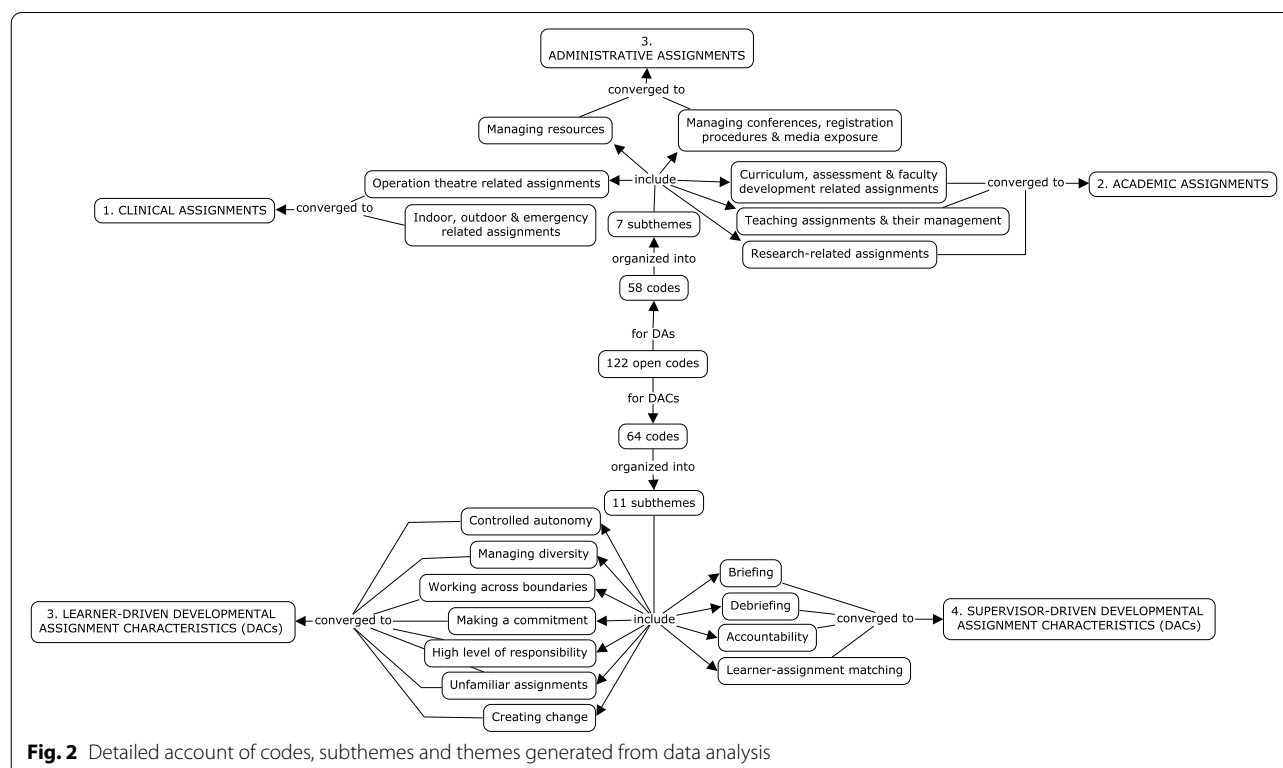 3.
ADMINISTRATIVE ASSIGNMENTS
converged to
Managing resources
Managing conferences, registration
procedures & media exposure
Operation theatre related assignments
include
Curriculum, assessment & faculty
development related assignments
converged to
2. ACADEMIC ASSIGNMENTS
1. CLINICAL ASSIGNMENTS
converged to
Indoor, outdoor & emergency
related assignments
7 subthemes
Teaching assignments & their management
Research-related assignments
organized into
58 codes
for DAs
122 open codes
for DACs
64 codes
organized into
11 subthemes
Controlled autonomy
Managing diversity
Working across boundaries
Making a commitment
High level of responsibility
Unfamiliar assignments
Creating change
3. LEARNER-DRIVEN DEVELOPMENTAL
ASSIGNMENT CHARACTERISTICS (DACs)
converged to
include
Briefing
Debriefing
Accountability
Learner-assignment matching
converged to
4. SUPERVISOR-DRIVEN DEVELOPMENTAL
ASSIGNMENT CHARACTERISTICS (DACs)
Fig. 2 Detailed account of codes, subthemes and themes generated from data analysis